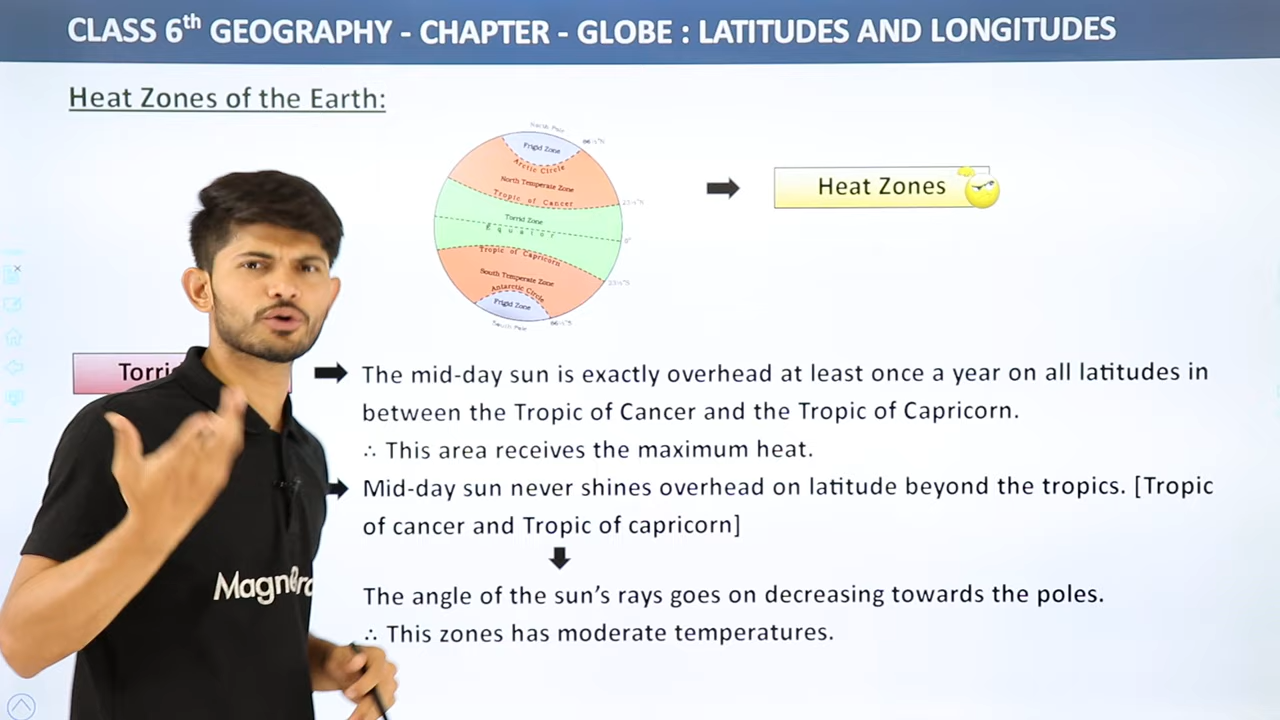 CLASS 6th GEOGRAPHY - CHAPTER - GLOBE : LATITUDES AND LONGITUDES
Heat Zones of the Earth:
North Pole
Frigid Zone
Arctic Circle
North Temperate Zone
Tropic of Cancer
Torrid Zone
Equator
0°
Tropic of Capricorn
South Temperate Zone
Antarctic Circle
Frigid Zone
South Pole
Heat Zones
Torri
The mid-day sun is exactly overhead at least once a year on all latitudes in
between the Tropic of Cancer and the Tropic of Capricorn.
∴ This area receives the maximum heat.
Mid-day sun never shines overhead on latitude beyond the tropics. [Tropic
of cancer and Tropic of capricorn]
The angle of the sun's rays goes on decreasing towards the poles.
∴ This zones has moderate temperatures.